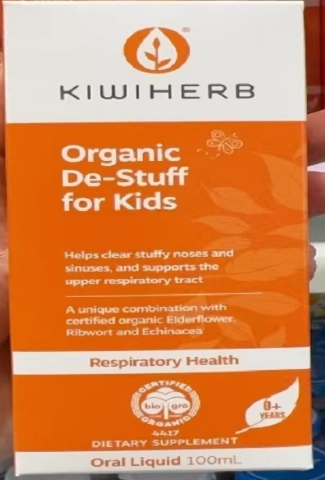 KIWIHERB
Organic
De-Stuff
for Kids
Helps clear stuffy noses and
sinuses, and supports the
upper respiratory tract
A unique combination with
certified organic Elderflower,
Ribwort and Echinacea
Respiratory Health
CERTIFIED
bio gro
ORGANIC
4417
0+
YEARS
DIETARY SUPPLEMENT
Oral Liquid 100mL